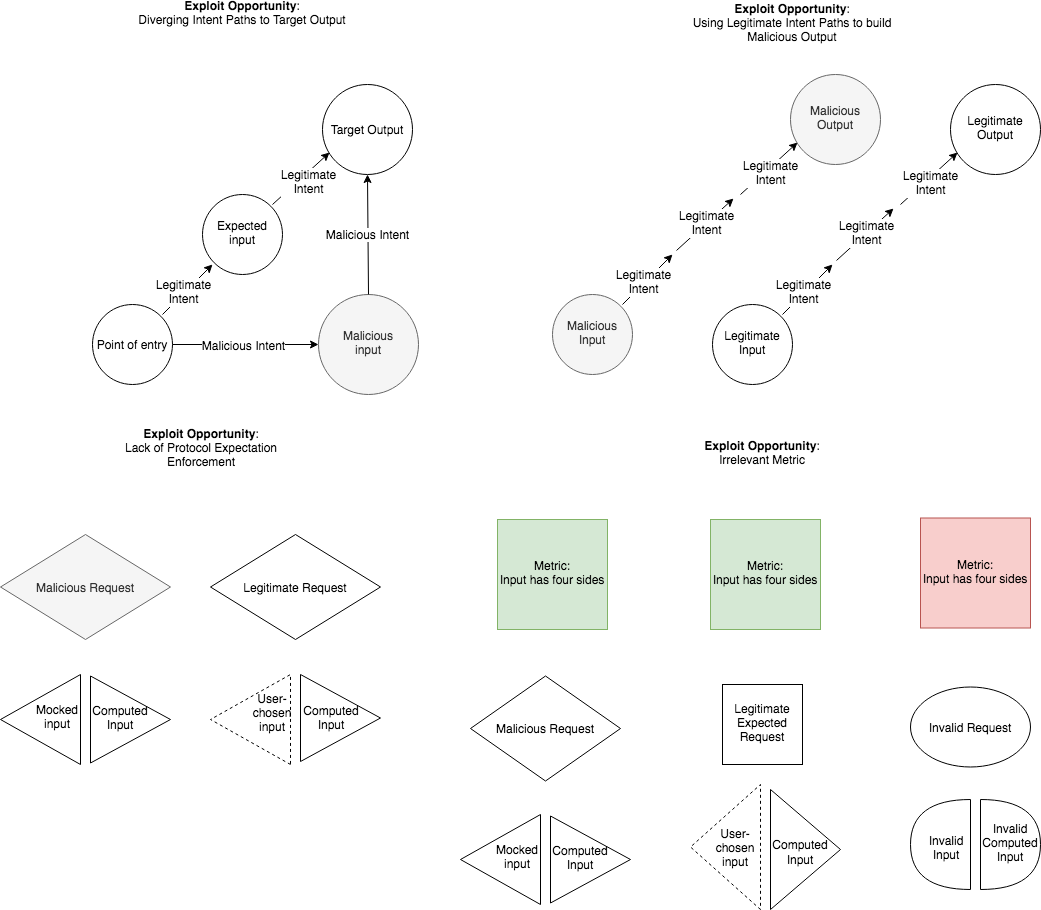 Exploit Opportunity:
Diverging Intent Paths to Target Output
Target Output
Legitimate
Intent
Expected
input
Malicious Intent
Legitimate
Intent
Point of entry
Malicious Intent
Malicious
input
Exploit Opportunity:
Using Legitimate Intent Paths to build
Malicious Output
Malicious
Output
Legitimate
Output
Legitimate
Intent
Legitimate
Intent
Legitimate
Intent
Legitimate
Intent
Legitimate
Intent
Legitimate
Intent
Malicious
Input
Legitimate
Input
Exploit Opportunity:
Lack of Protocol Expectation
Enforcement
Malicious Request
Legitimate Request
Mocked
input
Computed
Input
User-
chosen
input
Computed
Input
Exploit Opportunity:
Irrelevant Metric
Metric:
Input has four sides
Metric:
Input has four sides
Metric:
Input has four sides
Malicious Request
Legitimate
Expected
Request
Invalid Request
Mocked
input
Computed
Input
User-
chosen
input
Computed
Input
Invalid
Input
Invalid
Computed
Input